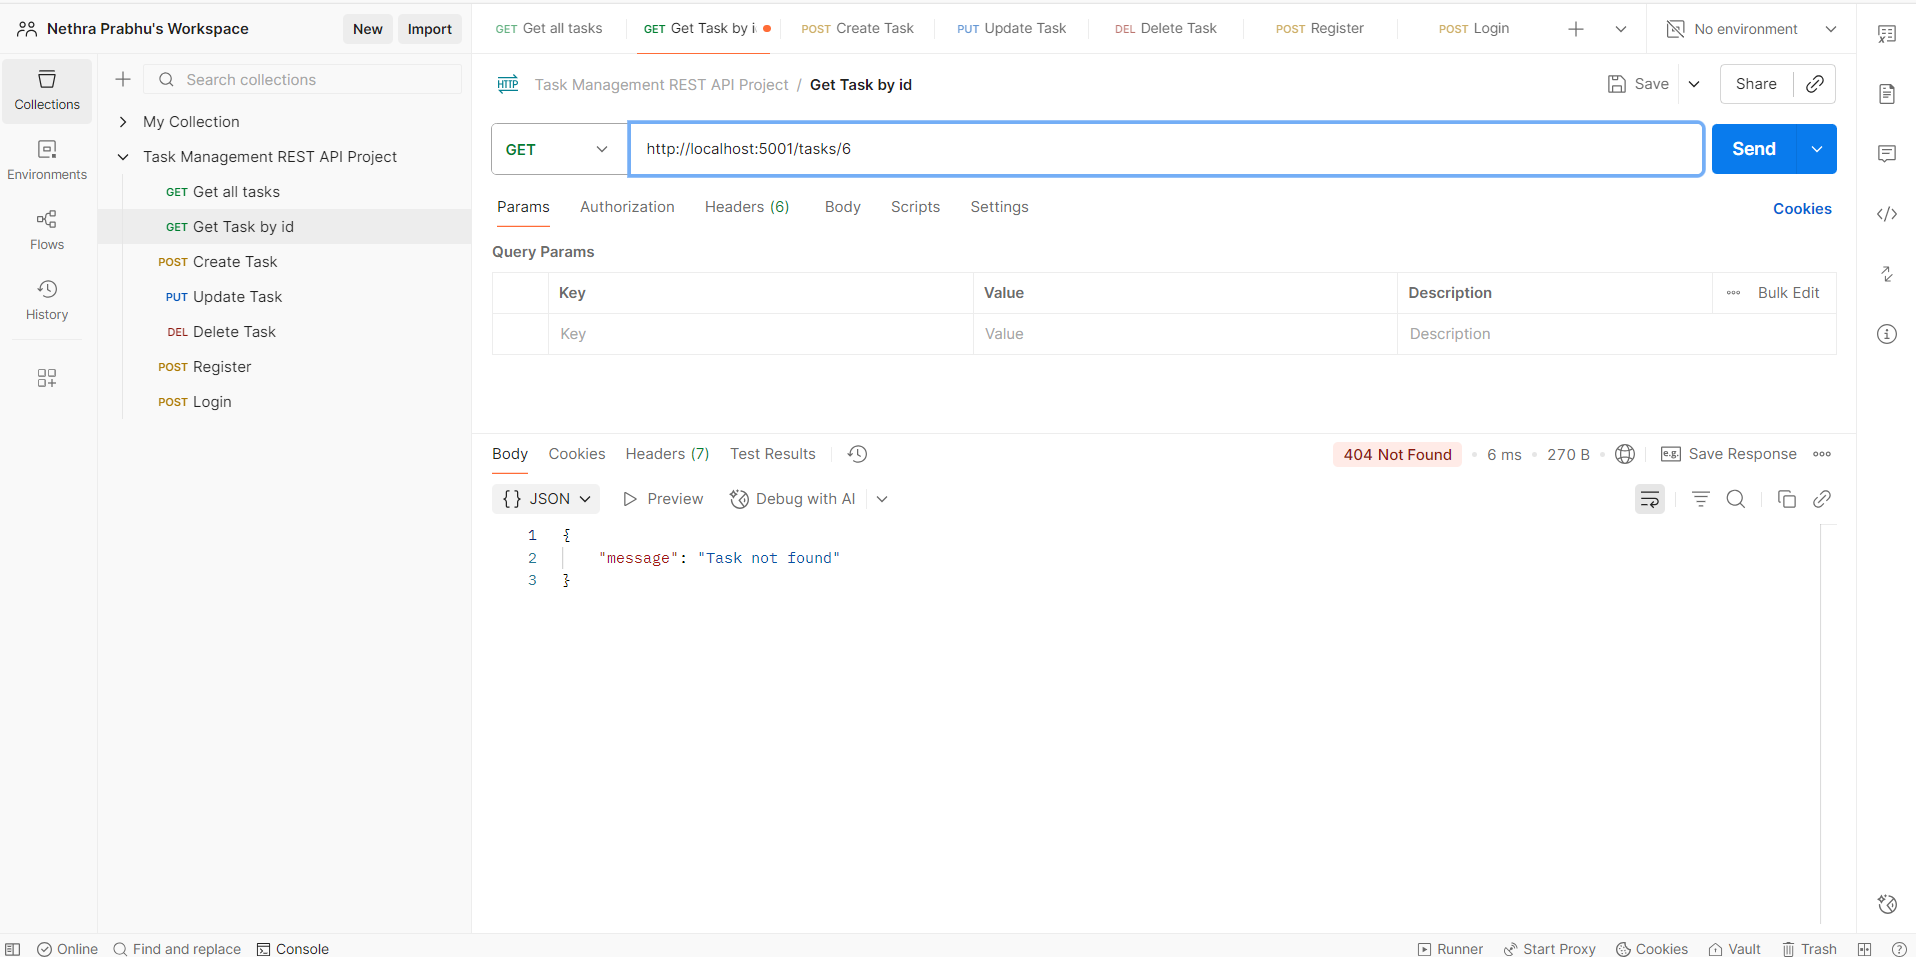 Nethra Prabhu's Workspace
New
Import
GET Get all tasks
GET Get Task by i
POST Create Task
PUT Update Task
DEL Delete Task
POST Register
POST Login
No environment
Collections
Environments
Flows
History
Search collections
My Collection
Task Management REST API Project
GET Get all tasks
GET Get Task by id
POST Create Task
PUT Update Task
DEL Delete Task
POST Register
POST Login
HTTP Task Management REST API Project / Get Task by id
Save
Share
GET
http://localhost:5001/tasks/6
Send
Params
Authorization
Headers (6)
Body
Scripts
Settings
Cookies
Query Params
Key
Value
Description
Bulk Edit
Key
Value
Description
Body
Cookies
Headers (7)
Test Results
404 Not Found
6 ms
270 B
e.g. Save Response
{} JSON
Preview
Debug with AI
1 {
2 "message": "Task not found"
3 }
Online
Find and replace
Console
Runner
Start Proxy
Cookies
Vault
Trash